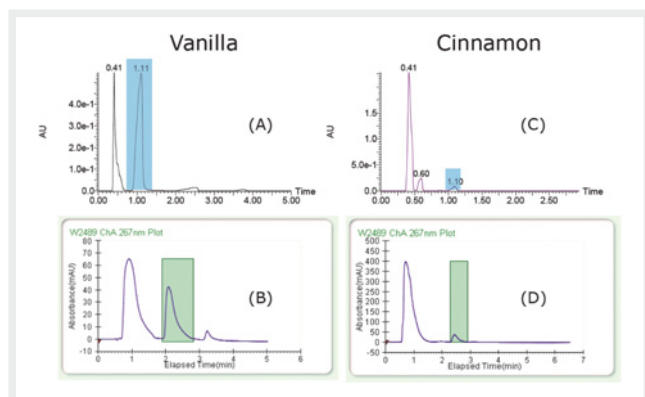 Vanilla
Cinnamon
0.41 1.11
4.0e-1
3.0e-1
2.0e-1
1.0e-1
0.0
AU
(A)
Time
0.00 1.00 2.00 3.00 4.00 5.00
0.41
0.60
1.10
1.5
5.0e-1
0.0
AU
(C)
Time
0.00 0.50 1.00 1.50 2.00 2.50
W2489 ChA 267nm Plot
80
70
60
50
40
30
20
10
0
-10
Absorbance(mAU)
(B)
0 1 2 3 4 5 6
Elapsed Time(min)
W2489 ChA 267nm Plot
500
450
400
350
300
250
200
150
100
50
0
-50
Absorbance(mAU)
(D)
0 1 2 3 4 5 6 7
Elapsed Time(min)